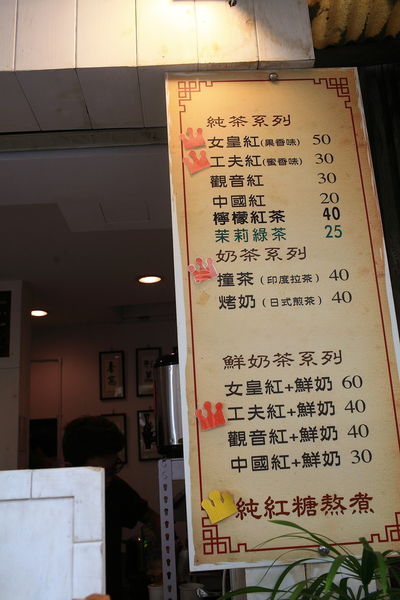 純茶系列
女皇紅(果香味) 50
工夫紅(蜜香味) 30
觀音紅 30
中國紅 20
檸檬紅茶 40
茉莉綠茶 25
奶茶系列
撞茶(印度拉茶) 40
烤奶(日式煎茶) 40
鮮奶茶系列
女皇紅+鮮奶 60
工夫紅+鮮奶 40
觀音紅+鮮奶 40
中國紅+鮮奶 30
純紅糖熬煮